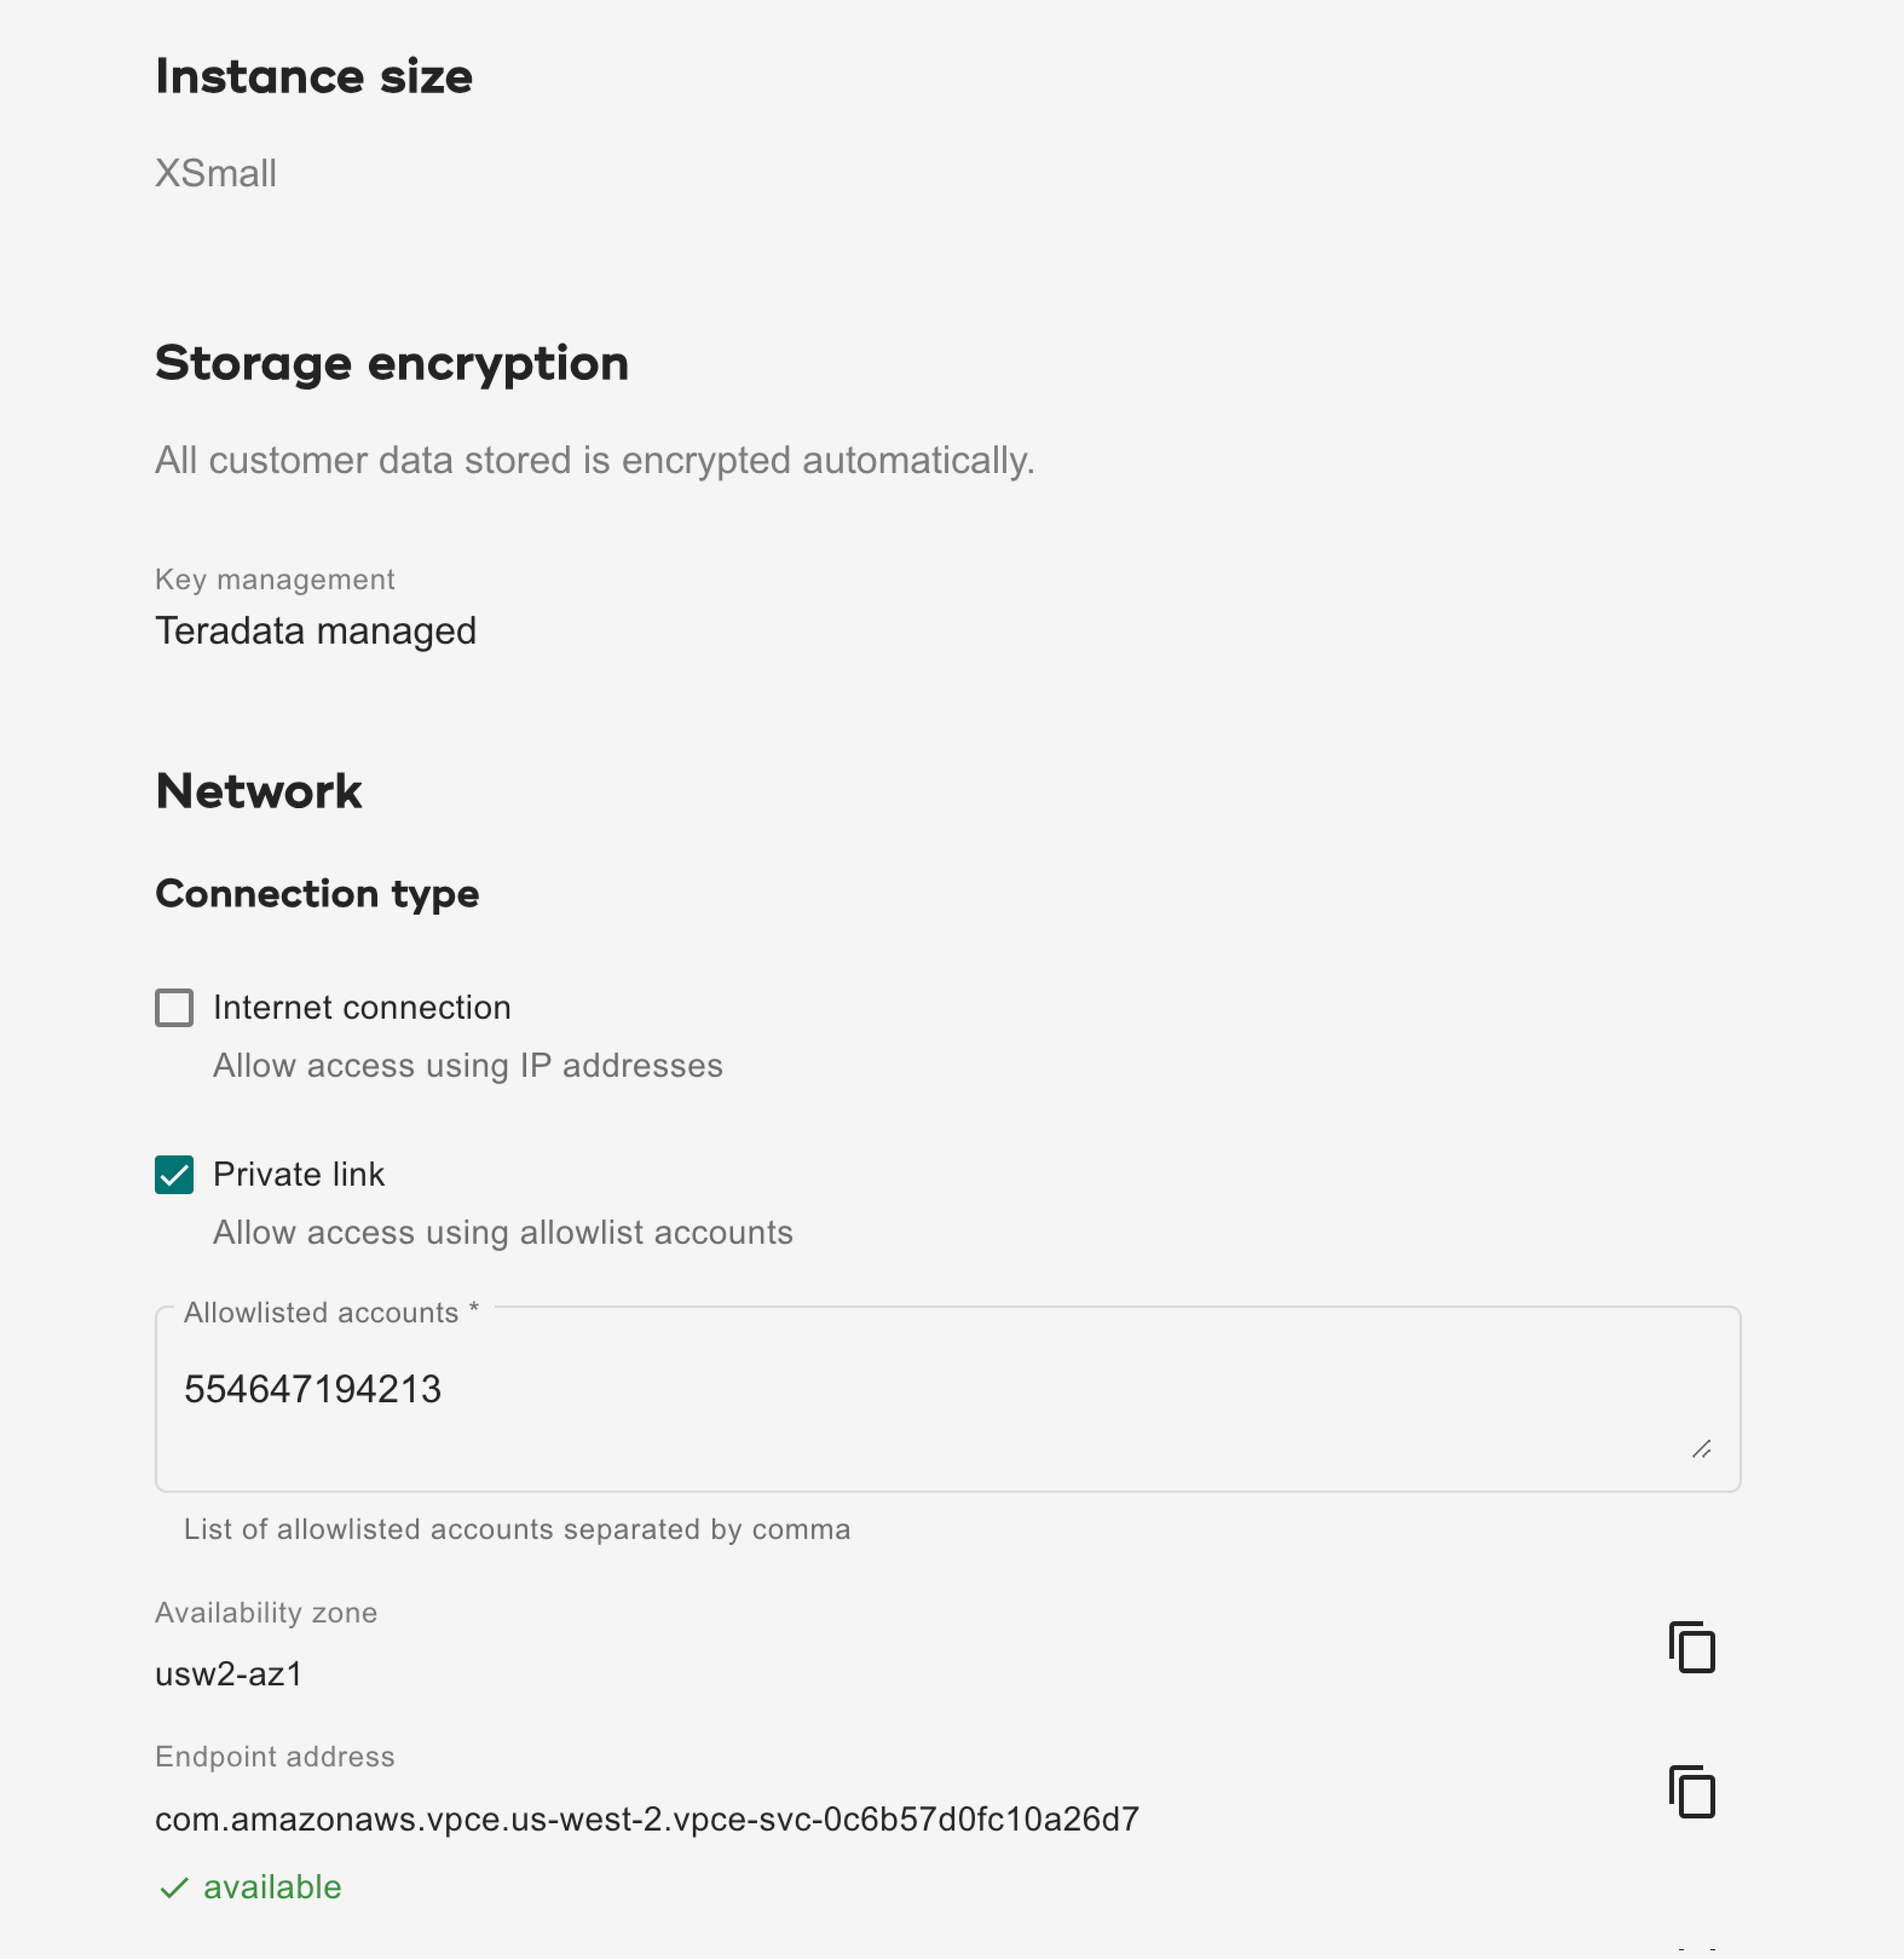 Instance size
XSmall
Storage encryption
All customer data stored is encrypted automatically.
Key management
Teradata managed
Network
Connection type
Internet connection
Allow access using IP addresses
Private link
Allow access using allowlist accounts
Allowlisted accounts *
554647194213
List of allowlisted accounts separated by comma
Availability zone
usw2-az1
Endpoint address
com.amazonaws.vpce.us-west-2.vpce-svc-0c6b57d0fc10a26d7
available